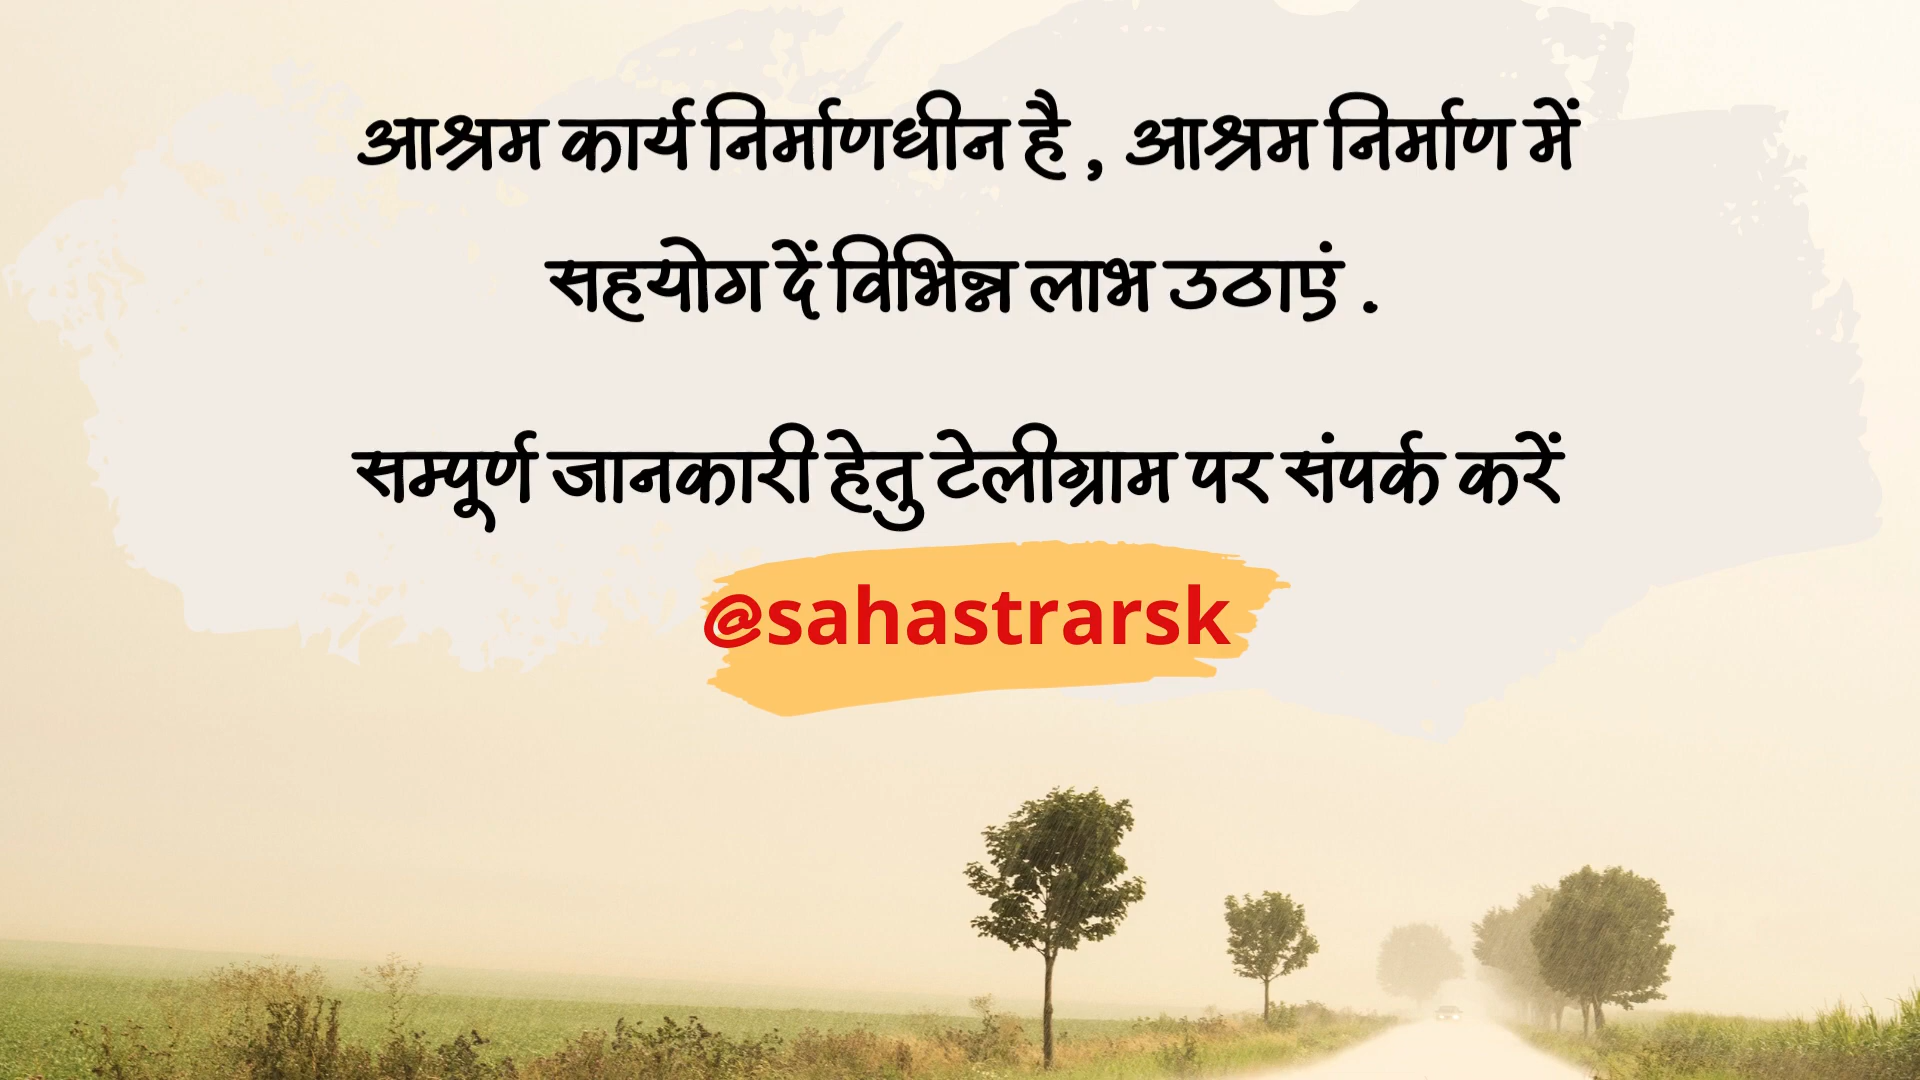 आश्रम कार्य निर्माणधीन है , आश्रम निर्माण में
सहयोग दें विभिन्न लाभ उठाएं .
सम्पूर्ण जानकारी हेतु टेलीग्राम पर संपर्क करें
@sahastrarsk